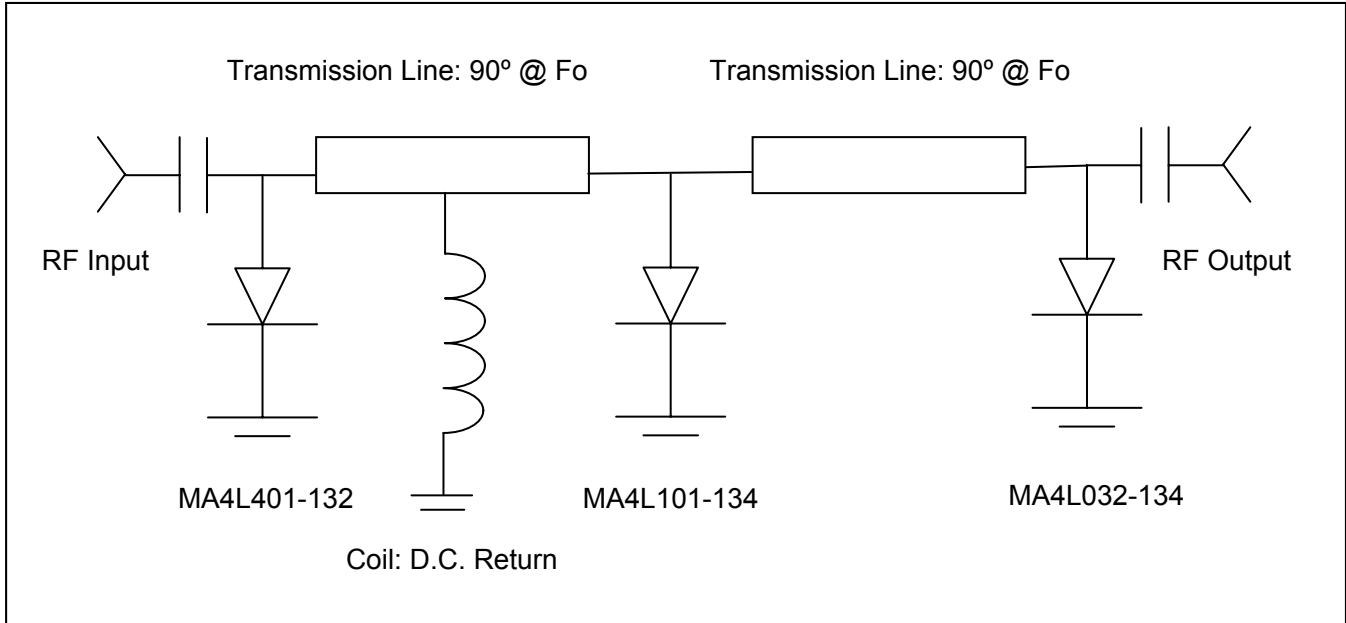 Transmission Line: 90º @ Fo
Transmission Line: 90º @ Fo
RF Input
RF Output
MA4L401-132
MA4L101-134
MA4L032-134
Coil: D.C. Return